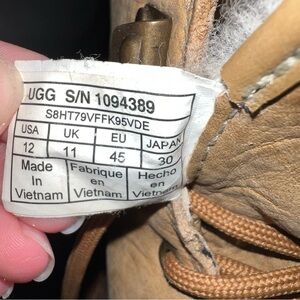 UGG S/N 1094389
S8HT79VFFK95VDE
USA UK EU JAPAN
12 11 45 30
Made Fabrique Hecho
in en en
Vietnam Vietnam Vietnam